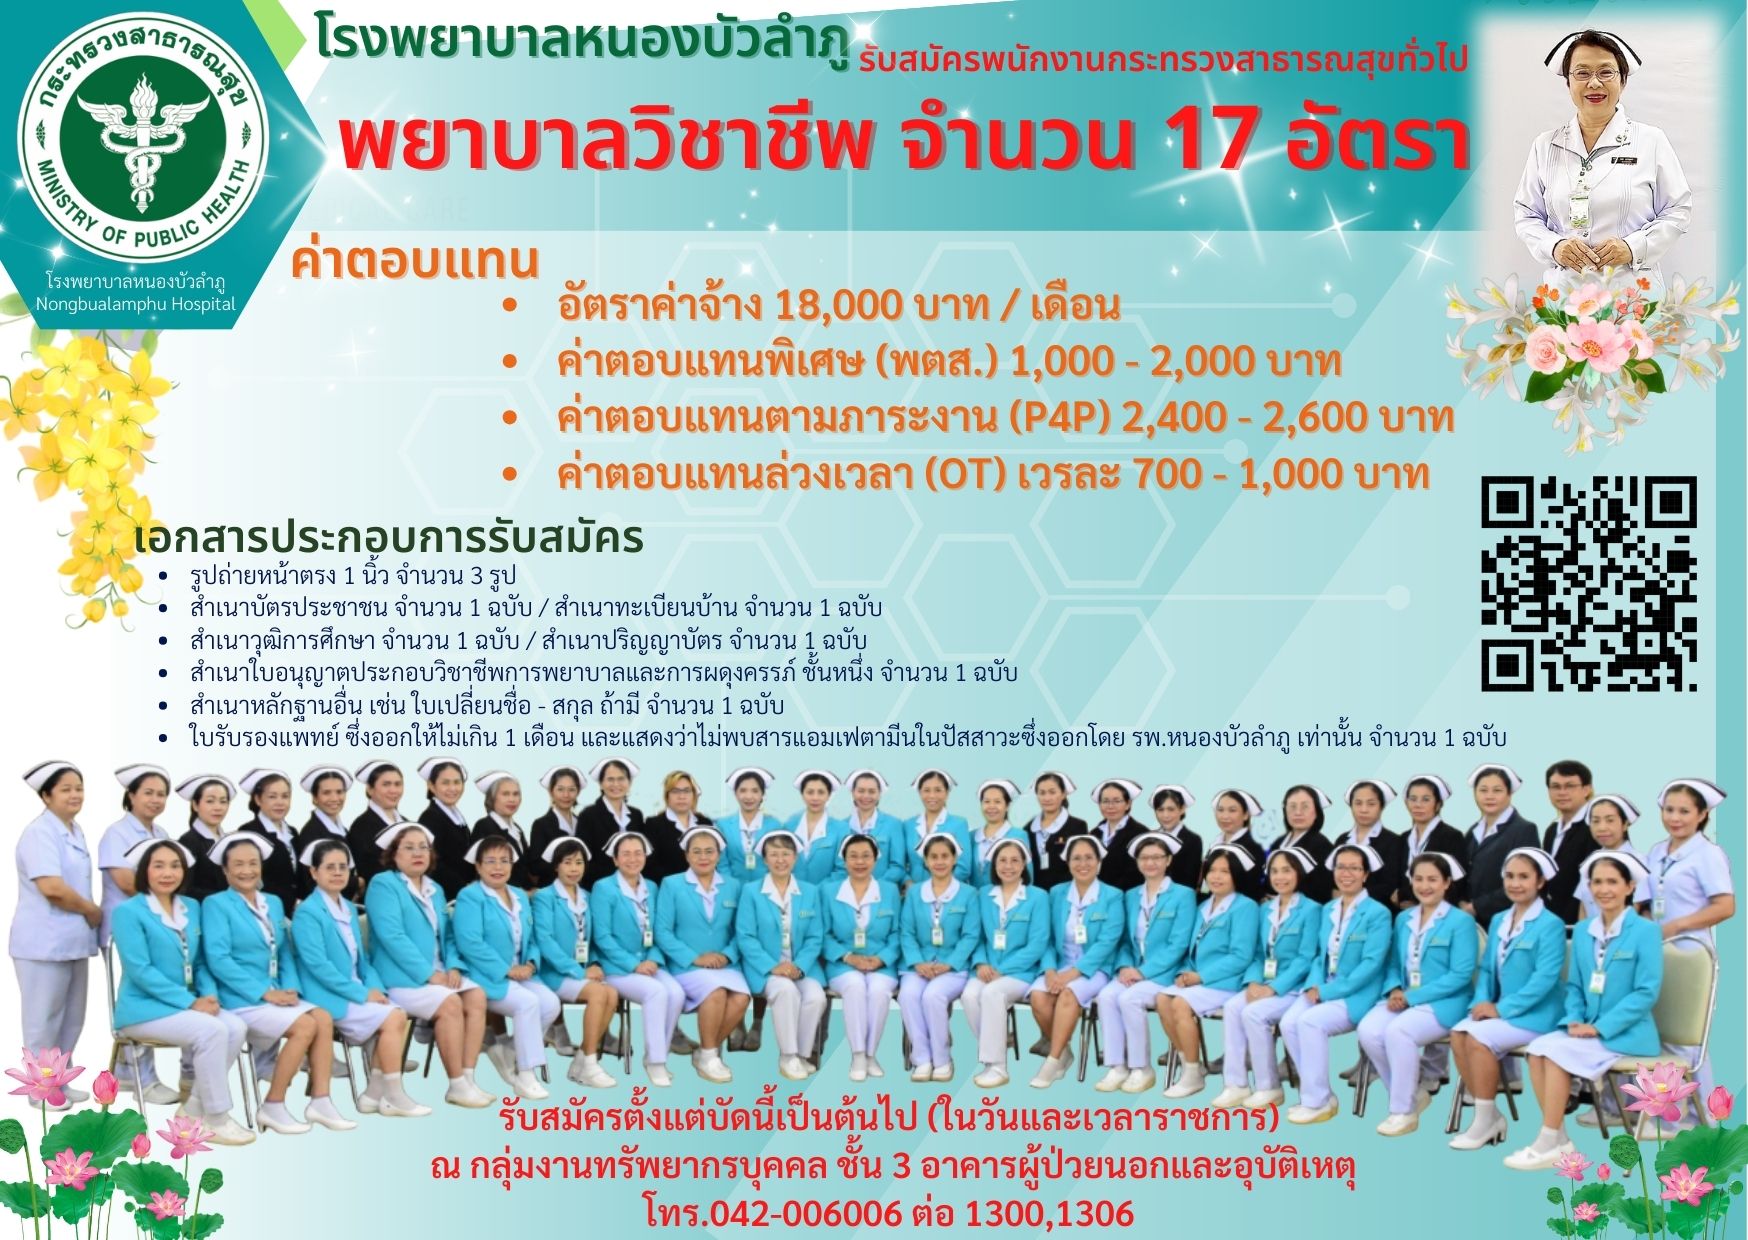 กระทรวงสาธารณสุข
MINISTRY OF PUBLIC HEALTH
โรงพยาบาลหนองบัวลำภู
Nongbualamphu Hospital
โรงพยาบาลหนองบัวลำภู รับสมัครพนักงานกระทรวงสาธารณสุขทั่วไป
พยาบาลวิชาชีพ จำนวน 17 อัตรา
ค่าตอบแทน
• อัตราค่าจ้าง 18,000 บาท / เดือน
• ค่าตอบแทนพิเศษ (พตส.) 1,000 - 2,000 บาท
• ค่าตอบแทนตามภาระงาน (P4P) 2,400 - 2,600 บาท
• ค่าตอบแทนล่วงเวลา (OT) เวรละ 700 - 1,000 บาท
เอกสารประกอบการรับสมัคร
• รูปถ่ายหน้าตรง 1 นิ้ว จำนวน 3 รูป
• สำเนาบัตรประชาชน จำนวน 1 ฉบับ / สำเนาทะเบียนบ้าน จำนวน 1 ฉบับ
• สำเนาวุฒิการศึกษา จำนวน 1 ฉบับ / สำเนาปริญญาบัตร จำนวน 1 ฉบับ
• สำเนาใบอนุญาตประกอบวิชาชีพการพยาบาลและการผดุงครรภ์ ชั้นหนึ่ง จำนวน 1 ฉบับ
• สำเนาหลักฐานอื่น เช่น ใบเปลี่ยนชื่อ - สกุล ถ้ามี จำนวน 1 ฉบับ
• ใบรับรองแพทย์ ซึ่งออกให้ไม่เกิน 1 เดือน และแสดงว่าไม่พบสารแอมเฟตามีนในปัสสาวะซึ่งออกโดย รพ.หนองบัวลำภู เท่านั้น จำนวน 1 ฉบับ
รับสมัครตั้งแต่บัดนี้เป็นต้นไป (ในวันและเวลาราชการ)
ณ กลุ่มงานทรัพยากรบุคคล ชั้น 3 อาคารผู้ป่วยนอกและอุบัติเหตุ
โทร.042-006006 ต่อ 1300,1306